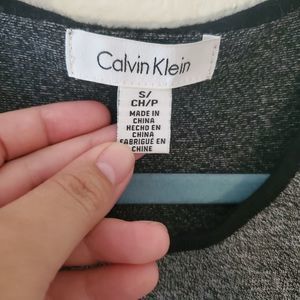 Calvin Klein
S/
CH/P
MADE IN
CHINA
HECHO EN
CHINA
FABRIQUÉ EN
CHINE